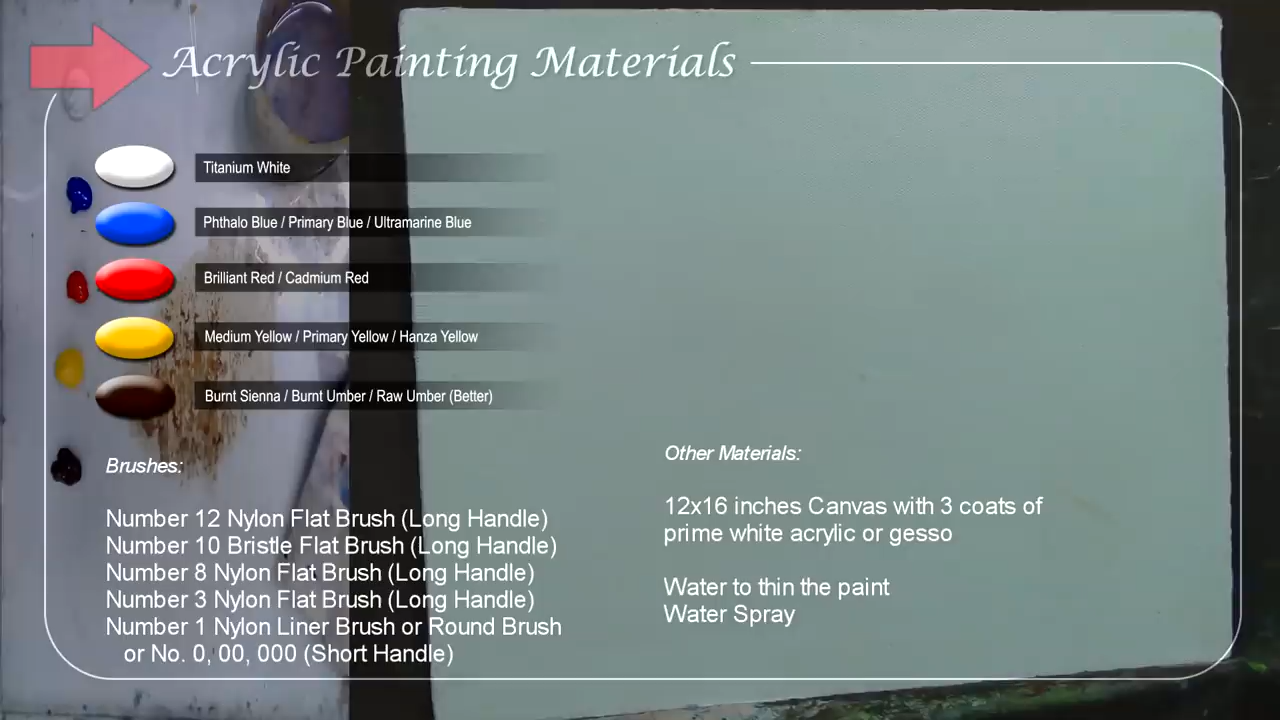 Acrylic Painting Materials
Titanium White
Phthalo Blue / Primary Blue / Ultramarine Blue
Brilliant Red / Cadmium Red
Medium Yellow / Primary Yellow / Hanza Yellow
Burnt Sienna / Burnt Umber / Raw Umber (Better)
Brushes:
Number 12 Nylon Flat Brush (Long Handle)
Number 10 Bristle Flat Brush (Long Handle)
Number 8 Nylon Flat Brush (Long Handle)
Number 3 Nylon Flat Brush (Long Handle)
Number 1 Nylon Liner Brush or Round Brush
or No. 0, 00, 000 (Short Handle)
Other Materials:
12x16 inches Canvas with 3 coats of
prime white acrylic or gesso
Water to thin the paint
Water Spray